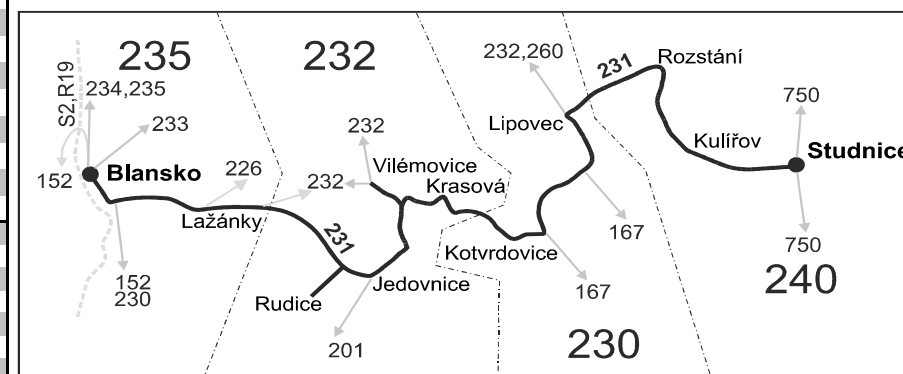 235
232
S2,R19
234,235
233
152
Blansko
226
Lažánky
232
152
230
231
Rudice
232
Vilémovice
Krasová
Jedovnice
201
Kotvrdovice
167
230
232,260
231
Rozstání
Lipovec
167
Kulířov
750
Studnice
750
240